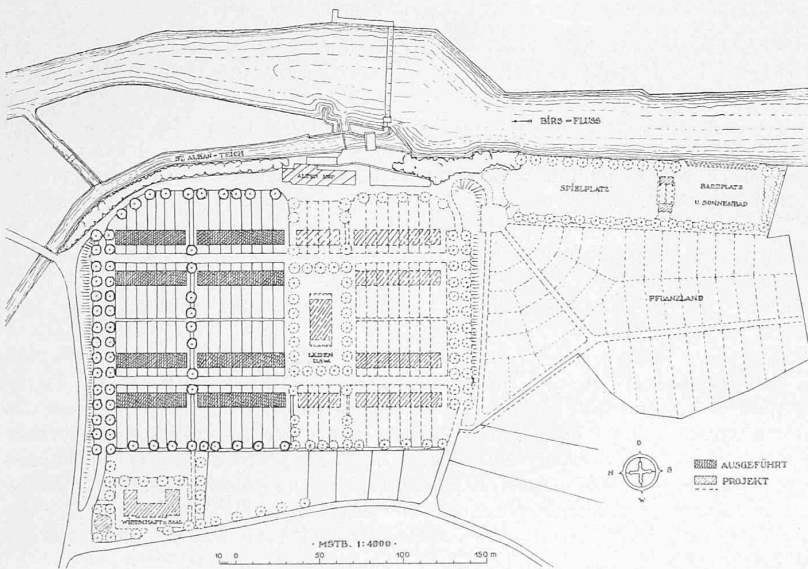 BIRS-FLUSS
ST. ALBAN-TEICH
SPIELPLATZ
BADEPLATZ
U. SONNENBAD
PFLANZLAND
LÄDEN
U.S.W.
O
N
S
W
AUSGEFÜHRT
PROJEKT
WIRTSCHAFT U. SAAL
· MSTB. 1:4000 ·
10 0 50 100 150 m